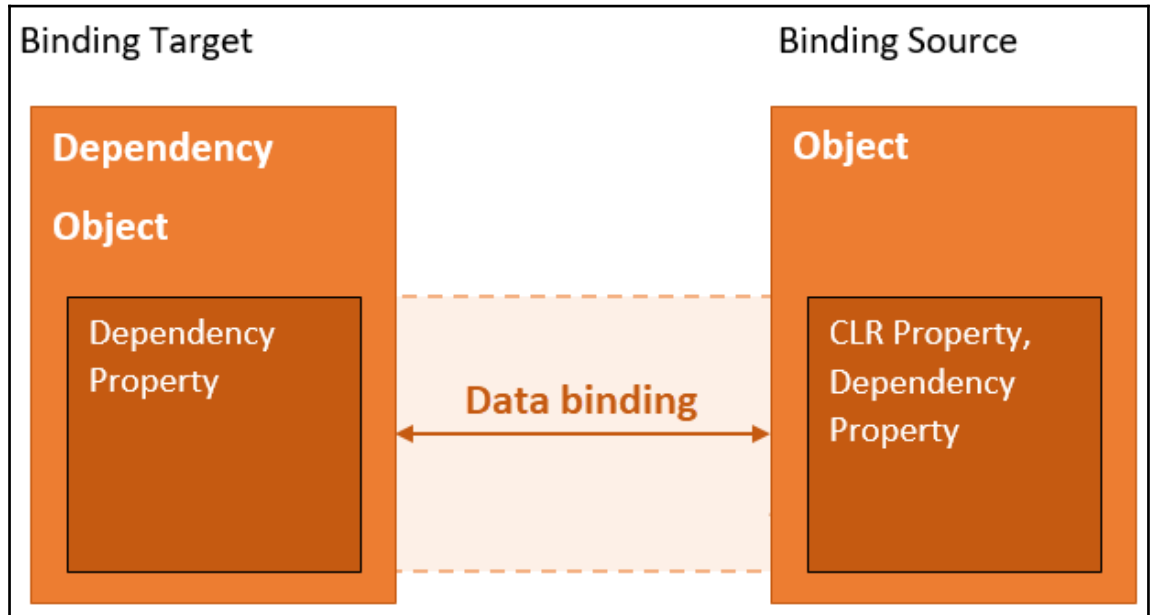 Binding Target
Binding Source
Dependency
Object
Object
Dependency
Property
Data binding
CLR Property,
Dependency
Property